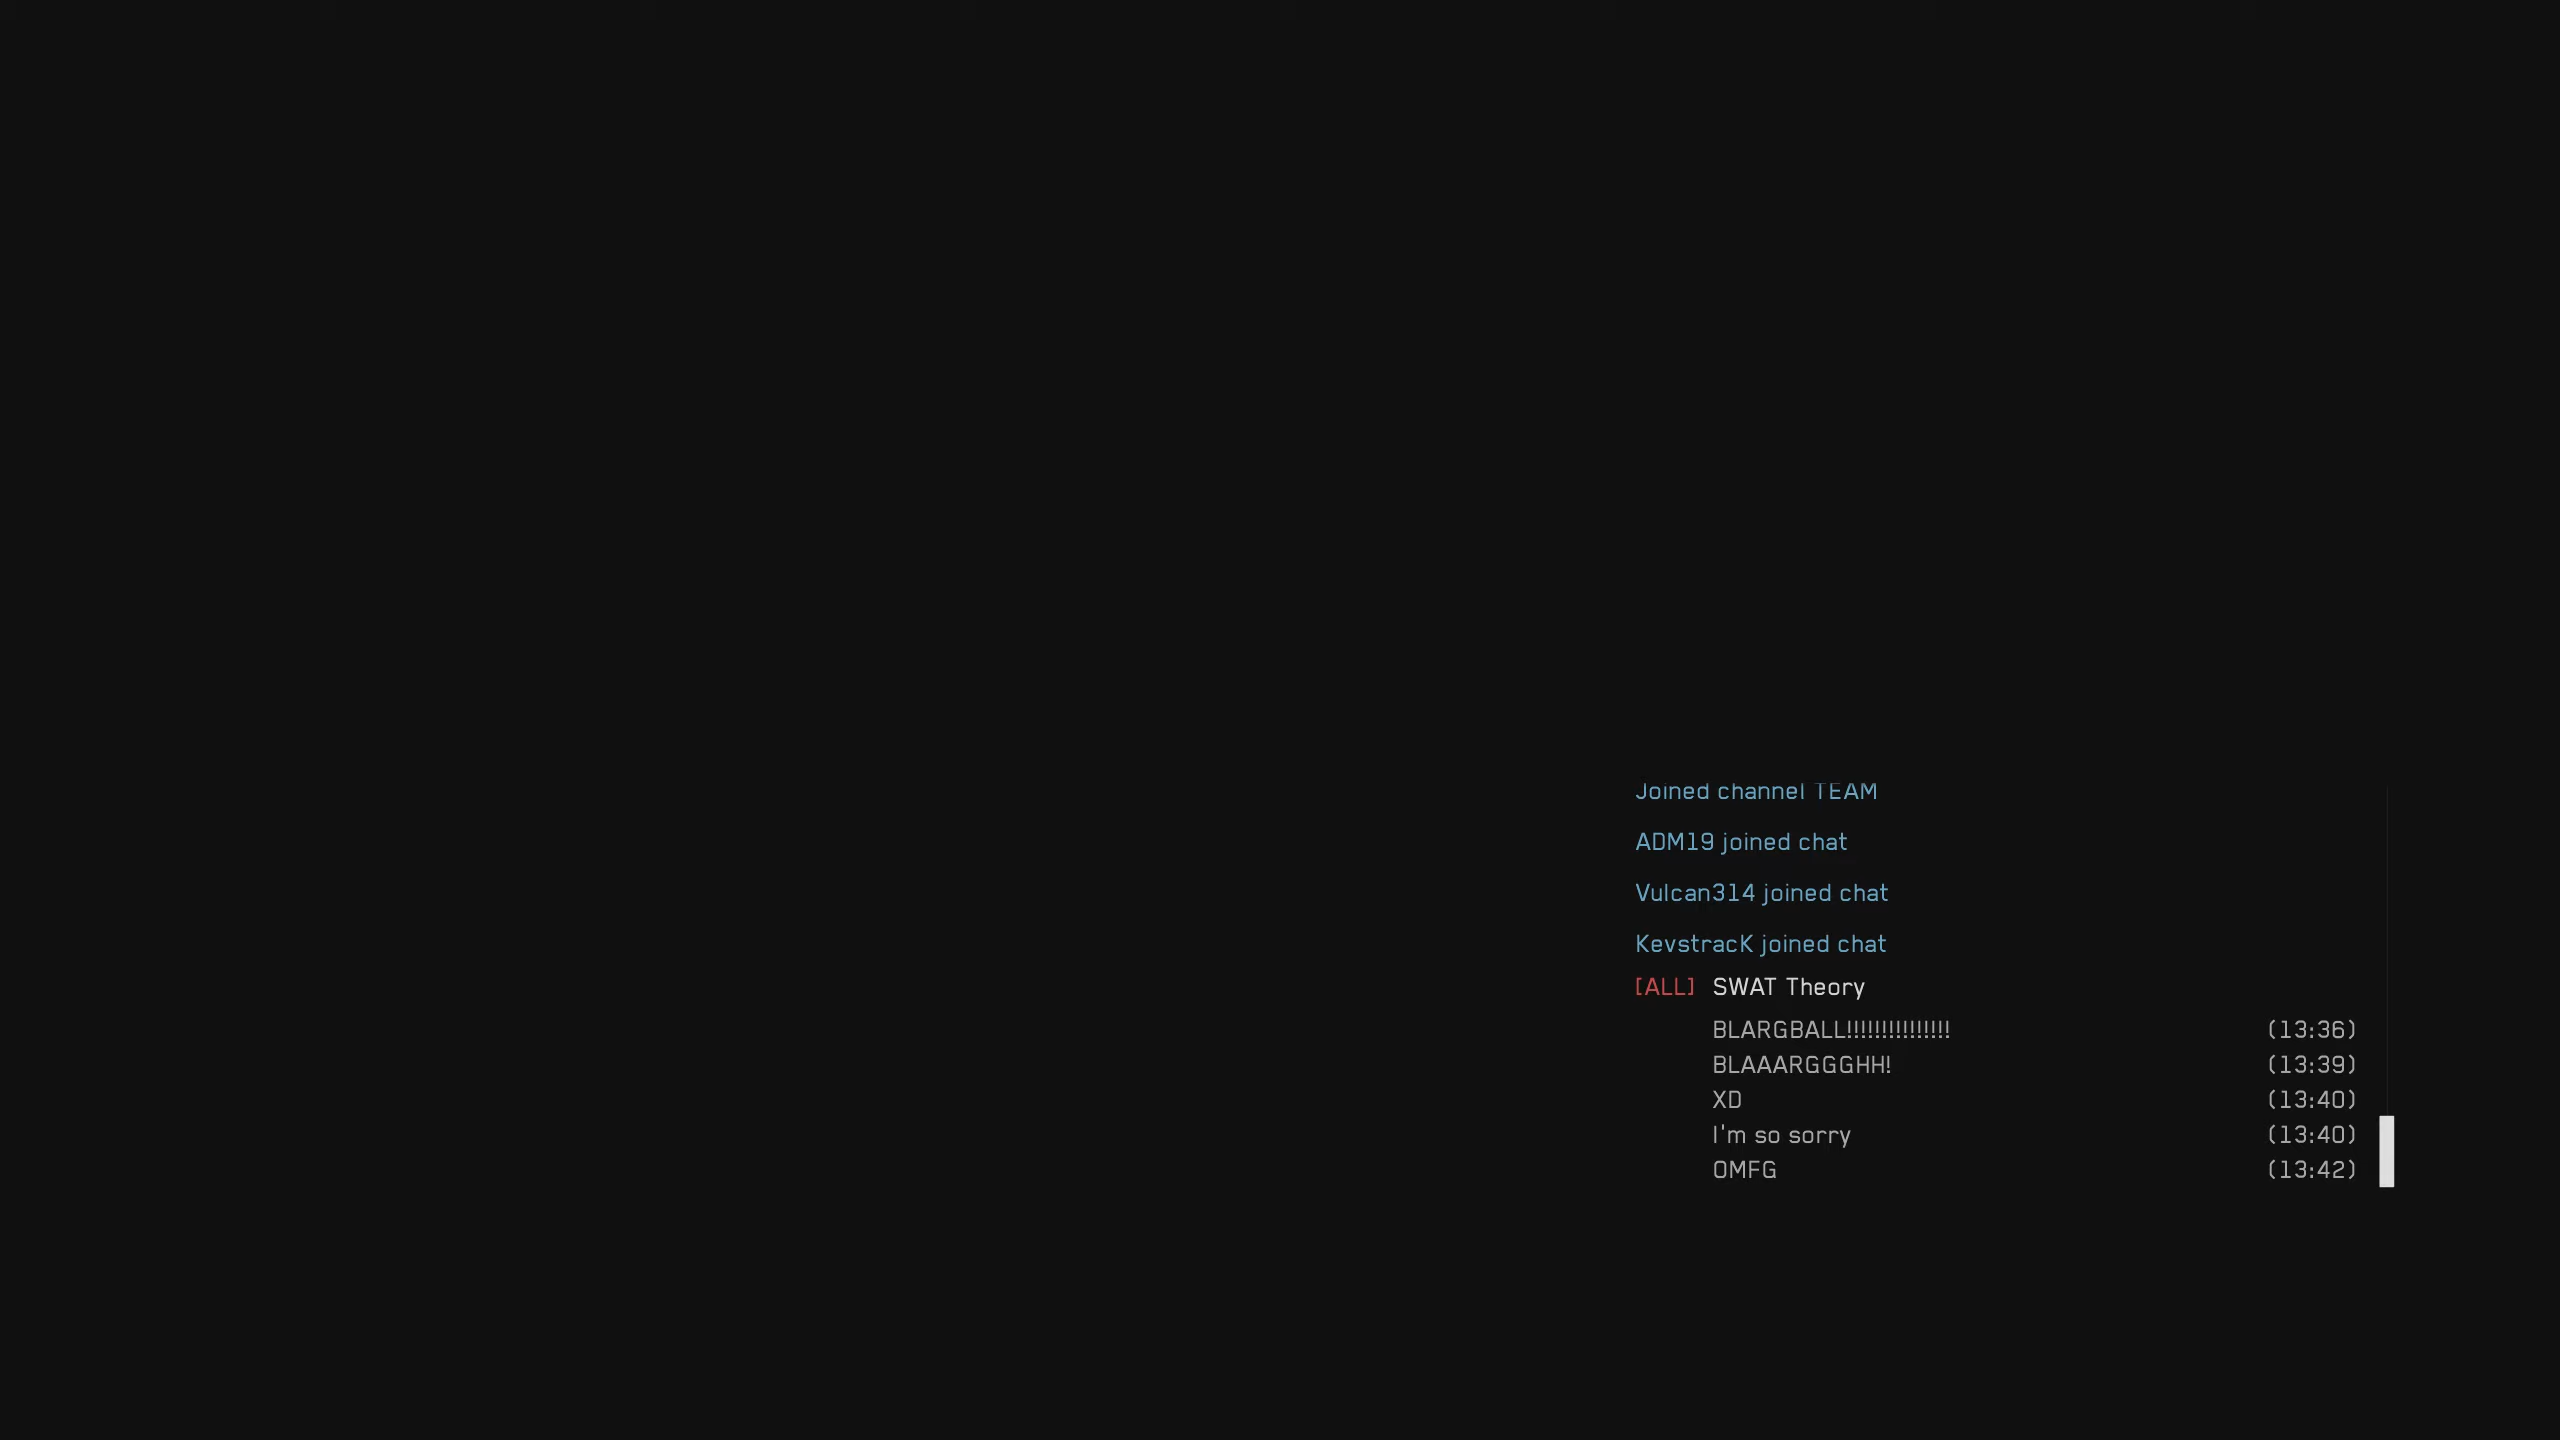 Joined channel TEAM
ADM19 joined chat
Vulcan314 joined chat
KevstracK joined chat
[ALL] SWAT Theory
BLARGBALL!!!!!!!!!!!!!!! (13:36)
BLAAARGGGHH! (13:39)
XD (13:40)
I'm so sorry (13:40)
OMFG (13:42)